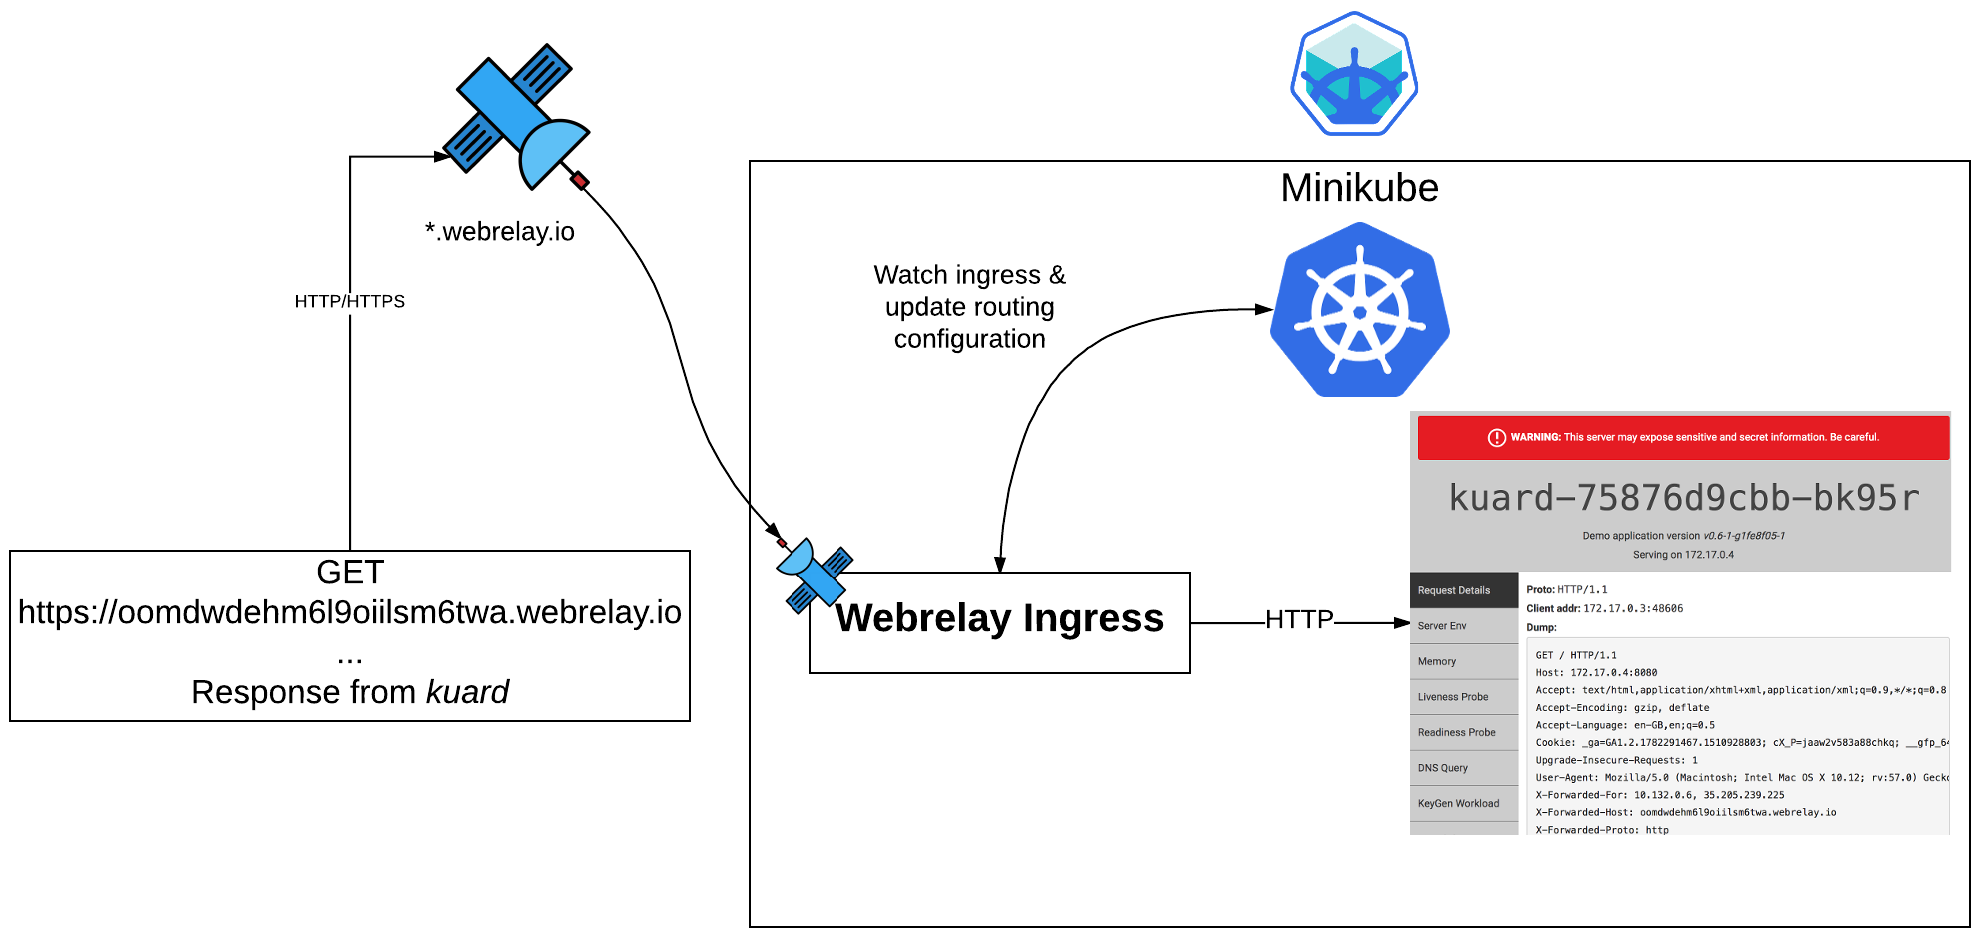 *.webrelay.io
HTTP/HTTPS
GET
https://oomdwdehm6l9oiilsm6twa.webrelay.io
...
Response from kuard
Minikube
Watch ingress &
update routing
configuration
Webrelay Ingress
HTTP
WARNING: This server may expose sensitive and secret information. Be careful.
kuard-75876d9cbb-bk95r
Demo application version v0.6-1-g1fe8f05-1
Serving on 172.17.0.4
Request Details
Server Env
Memory
Liveness Probe
Readiness Probe
DNS Query
KeyGen Workload
Proto: HTTP/1.1
Client addr: 172.17.0.3:48606
Dump:
GET / HTTP/1.1
Host: 172.17.0.4:8080
Accept: text/html,application/xhtml+xml,application/xml;q=0.9,*/*;q=0.8
Accept-Encoding: gzip, deflate
Accept-Language: en-GB,en;q=0.5
Cookie: _ga=GA1.2.1782291467.1510928803; cX_P=jaaw2v583a88chkq; __gfp_64
Upgrade-Insecure-Requests: 1
User-Agent: Mozilla/5.0 (Macintosh; Intel Mac OS X 10.12; rv:57.0) Gecko
X-Forwarded-For: 10.132.0.6, 35.205.239.225
X-Forwarded-Host: oomdwdehm6l9oiilsm6twa.webrelay.io
X-Forwarded-Proto: http